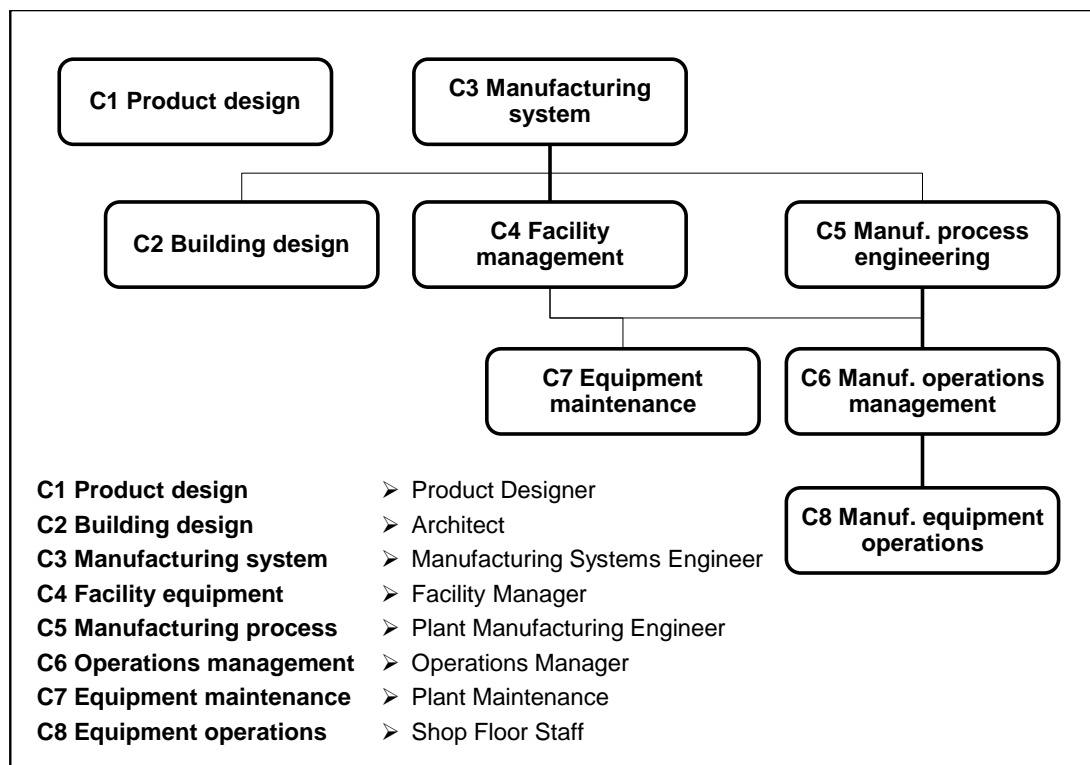 C1 Product design
C3 Manufacturing
system
C2 Building design
C4 Facility
management
C5 Manuf. process
engineering
C7 Equipment
maintenance
C6 Manuf. operations
management
C8 Manuf. equipment
operations
C1 Product design ➢ Product Designer
C2 Building design ➢ Architect
C3 Manufacturing system ➢ Manufacturing Systems Engineer
C4 Facility equipment ➢ Facility Manager
C5 Manufacturing process ➢ Plant Manufacturing Engineer
C6 Operations management ➢ Operations Manager
C7 Equipment maintenance ➢ Plant Maintenance
C8 Equipment operations ➢ Shop Floor Staff